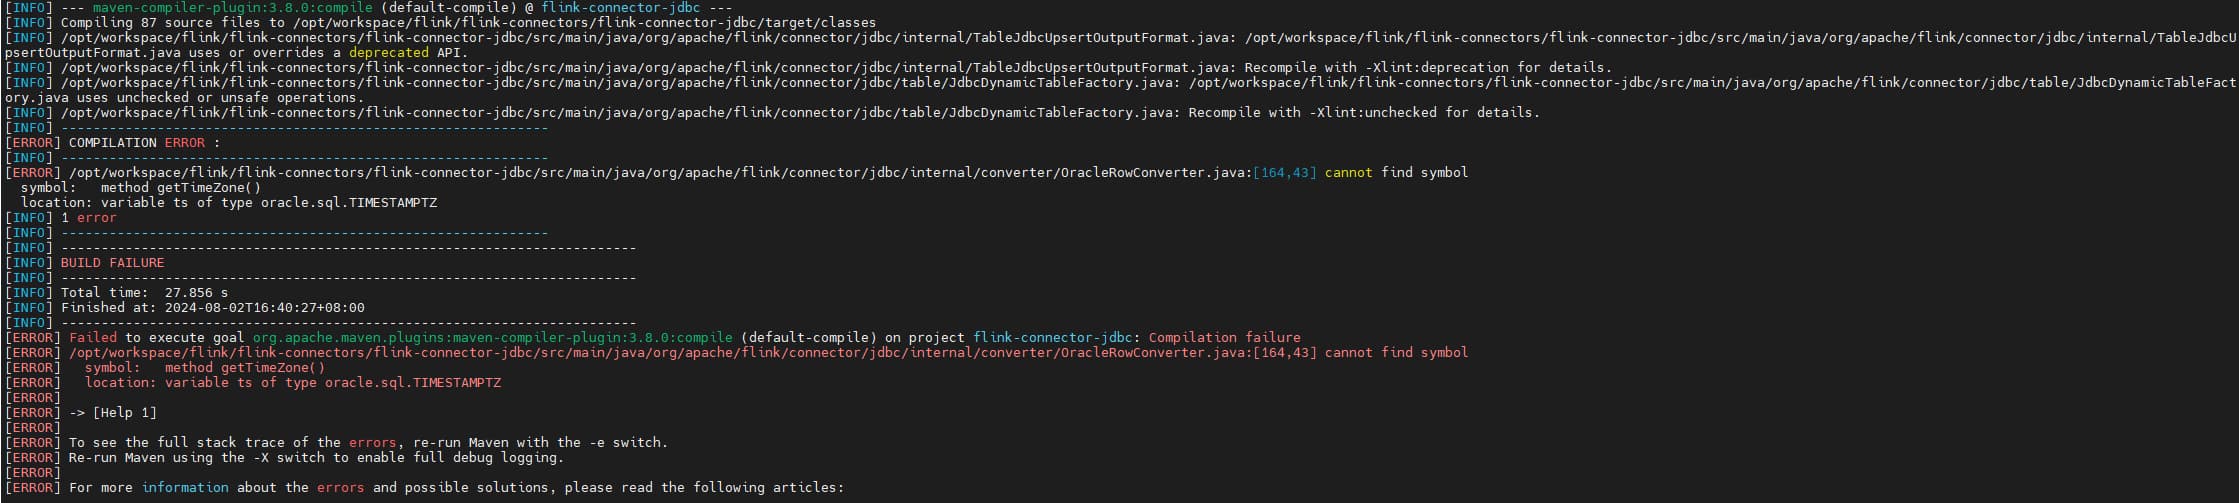 [INFO] --- maven-compiler-plugin:3.8.0:compile (default-compile) @ flink-connector-jdbc ---
[INFO] Compiling 87 source files to /opt/workspace/flink/flink-connectors/flink-connector-jdbc/target/classes
[INFO] /opt/workspace/flink/flink-connectors/flink-connector-jdbc/src/main/java/org/apache/flink/connector/jdbc/internal/TableJdbcUpsertOutputFormat.java: /opt/workspace/flink/flink-connectors/flink-connector-jdbc/src/main/java/org/apache/flink/connector/jdbc/internal/TableJdbcU
psertOutputFormat.java uses or overrides a deprecated API.
[INFO] /opt/workspace/flink/flink-connectors/flink-connector-jdbc/src/main/java/org/apache/flink/connector/jdbc/internal/TableJdbcUpsertOutputFormat.java: Recompile with -Xlint:deprecation for details.
[INFO] /opt/workspace/flink/flink-connectors/flink-connector-jdbc/src/main/java/org/apache/flink/connector/jdbc/table/JdbcDynamicTableFactory.java: /opt/workspace/flink/flink-connectors/flink-connector-jdbc/src/main/java/org/apache/flink/connector/jdbc/table/JdbcDynamicTableFact
ory.java uses unchecked or unsafe operations.
[INFO] /opt/workspace/flink/flink-connectors/flink-connector-jdbc/src/main/java/org/apache/flink/connector/jdbc/table/JdbcDynamicTableFactory.java: Recompile with -Xlint:unchecked for details.
[INFO] -------------------------------------------------------------
[ERROR] COMPILATION ERROR :
[INFO] -------------------------------------------------------------
[ERROR] /opt/workspace/flink/flink-connectors/flink-connector-jdbc/src/main/java/org/apache/flink/connector/jdbc/internal/converter/OracleRowConverter.java:[164,43] cannot find symbol
  symbol:   method getTimeZone()
  location: variable ts of type oracle.sql.TIMESTAMPTZ
[INFO] 1 error
[INFO] -------------------------------------------------------------
[INFO] ------------------------------------------------------------------------
[INFO] BUILD FAILURE
[INFO] ------------------------------------------------------------------------
[INFO] Total time:  27.856 s
[INFO] Finished at: 2024-08-02T16:40:27+08:00
[INFO] ------------------------------------------------------------------------
[ERROR] Failed to execute goal org.apache.maven.plugins:maven-compiler-plugin:3.8.0:compile (default-compile) on project flink-connector-jdbc: Compilation failure
[ERROR] /opt/workspace/flink/flink-connectors/flink-connector-jdbc/src/main/java/org/apache/flink/connector/jdbc/internal/converter/OracleRowConverter.java:[164,43] cannot find symbol
[ERROR]   symbol:   method getTimeZone()
[ERROR]   location: variable ts of type oracle.sql.TIMESTAMPTZ
[ERROR]
[ERROR] -> [Help 1]
[ERROR]
[ERROR] To see the full stack trace of the errors, re-run Maven with the -e switch.
[ERROR] Re-run Maven using the -X switch to enable full debug logging.
[ERROR]
[ERROR] For more information about the errors and possible solutions, please read the following articles: